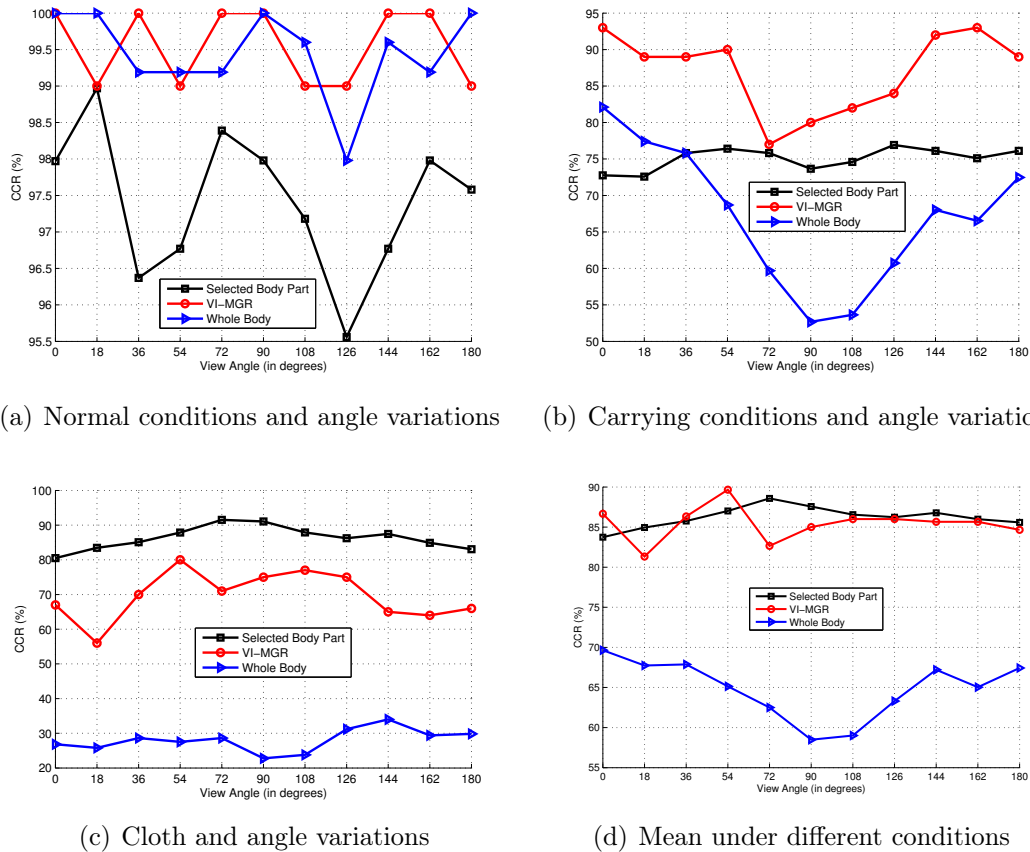 100
99.5
99
98.5
98
97.5
97
96.5
96
95.5
CCR (%)
Selected Body Part
VI−MGR
Whole Body
0 18 36 54 72 90 108 126 144 162 180
View Angle (in degrees)
(a) Normal conditions and angle variations
95
90
85
80
75
70
65
60
55
50
CCR (%)
Selected Body Part
VI−MGR
Whole Body
0 18 36 54 72 90 108 126 144 162 180
View Angle (in degrees)
(b) Carrying conditions and angle variatio
100
90
80
70
60
50
40
30
20
CCR (%)
Selected Body Part
VI−MGR
Whole Body
0 18 36 54 72 90 108 126 144 162 180
View Angle (in degrees)
(c) Cloth and angle variations
90
85
80
75
70
65
60
55
CCR (%)
Selected Body Part
VI−MGR
Whole Body
0 18 36 54 72 90 108 126 144 162 180
View Angle (in degrees)
(d) Mean under different conditions